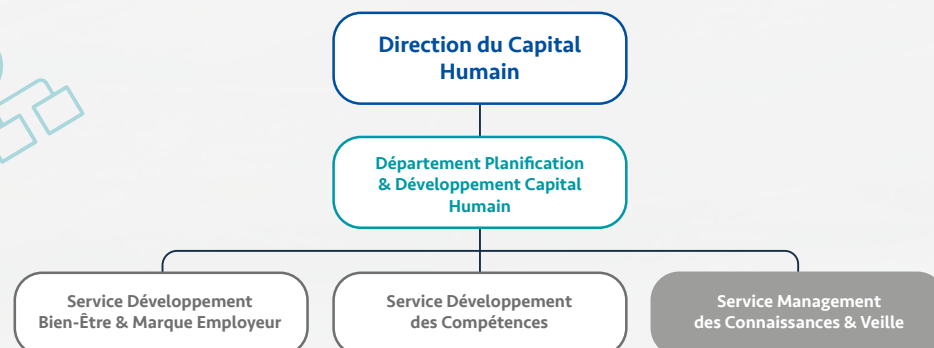 Direction du Capital
Humain
Département Planification
& Développement Capital
Humain
Service Développement
Bien-Être & Marque Employeur
Service Développement
des Compétences
Service Management
des Connaissances & Veille